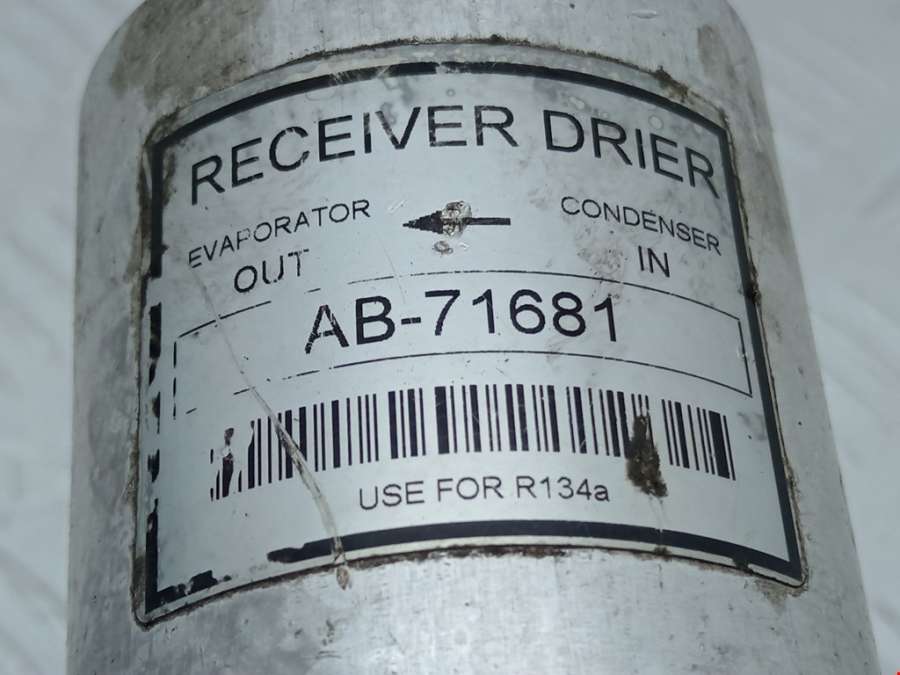 RECEIVER DRIER
EVAPORATOR CONDENSER
OUT IN
AB-71681
USE FOR R134a